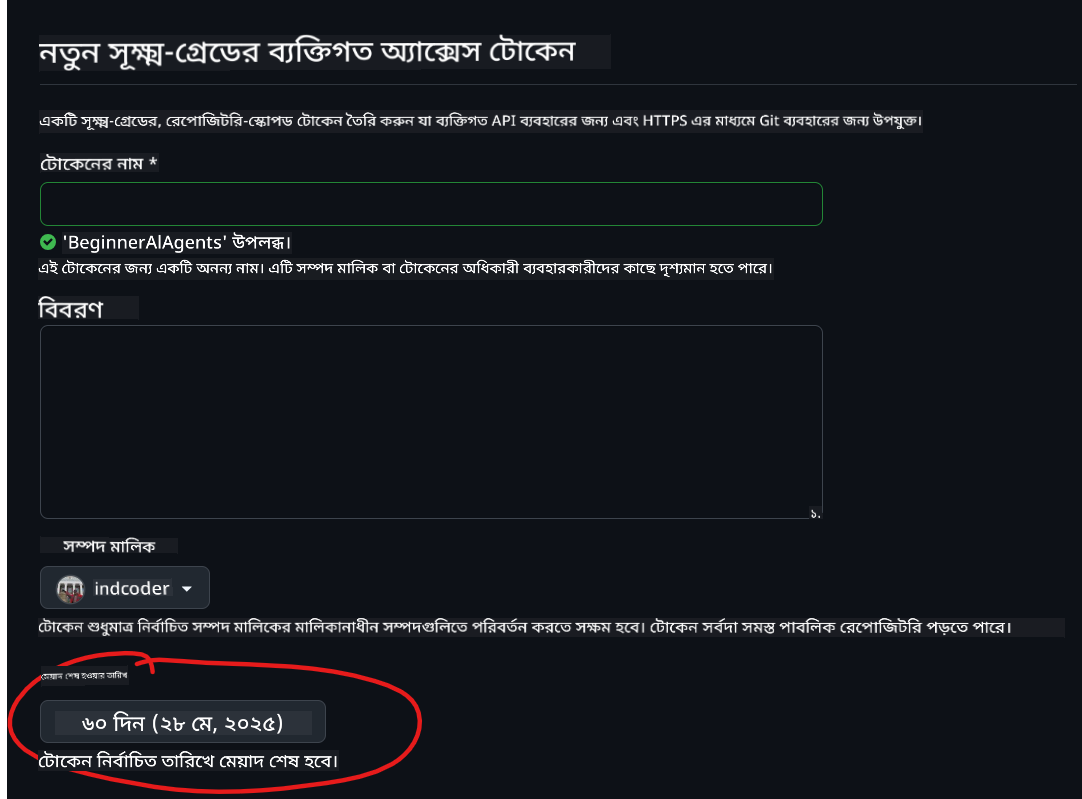 নতুন সূক্ষ্ম-গ্রেডের ব্যক্তিগত অ্যাক্সেস টোকেন
একটি সূক্ষ্ম-গ্রেডের, রেপোজিটরি-স্কোপড টোকেন তৈরি করুন যা ব্যক্তিগত API ব্যবহারের জন্য এবং HTTPS এর মাধ্যমে Git ব্যবহারের জন্য উপযুক্ত।
টোকেনের নাম *
'BeginnerAIAgents' উপলব্ধ।
এই টোকেনের জন্য একটি অনন্য নাম। এটি সম্পদ মালিক বা টোকেনের অধিকারী ব্যবহারকারীদের কাছে দৃশ্যমান হতে পারে।
বিবরণ
১.
সম্পদ মালিক
indcoder
টোকেন শুধুমাত্র নির্বাচিত সম্পদ মালিকের মালিকানাধীন সম্পদগুলিতে পরিবর্তন করতে সক্ষম হবে। টোকেন সর্বদা সমস্ত পাবলিক রেপোজিটরি পড়তে পারে।
মেয়াদ শেষ হওয়ার তারিখ
৬০ দিন (২৮ মে, ২০২৫)
টোকেন নির্বাচিত তারিখে মেয়াদ শেষ হবে।